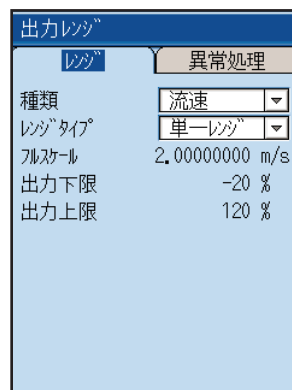 出力ﾚﾝｼﾞ
ﾚﾝｼﾞ 異常処理
種類 流速
ﾚﾝｼﾞﾀｲﾌﾟ 単一ﾚﾝｼﾞ
ﾌﾙｽｹｰﾙ 2.00000000 m/s
出力下限 -20 %
出力上限 120 %